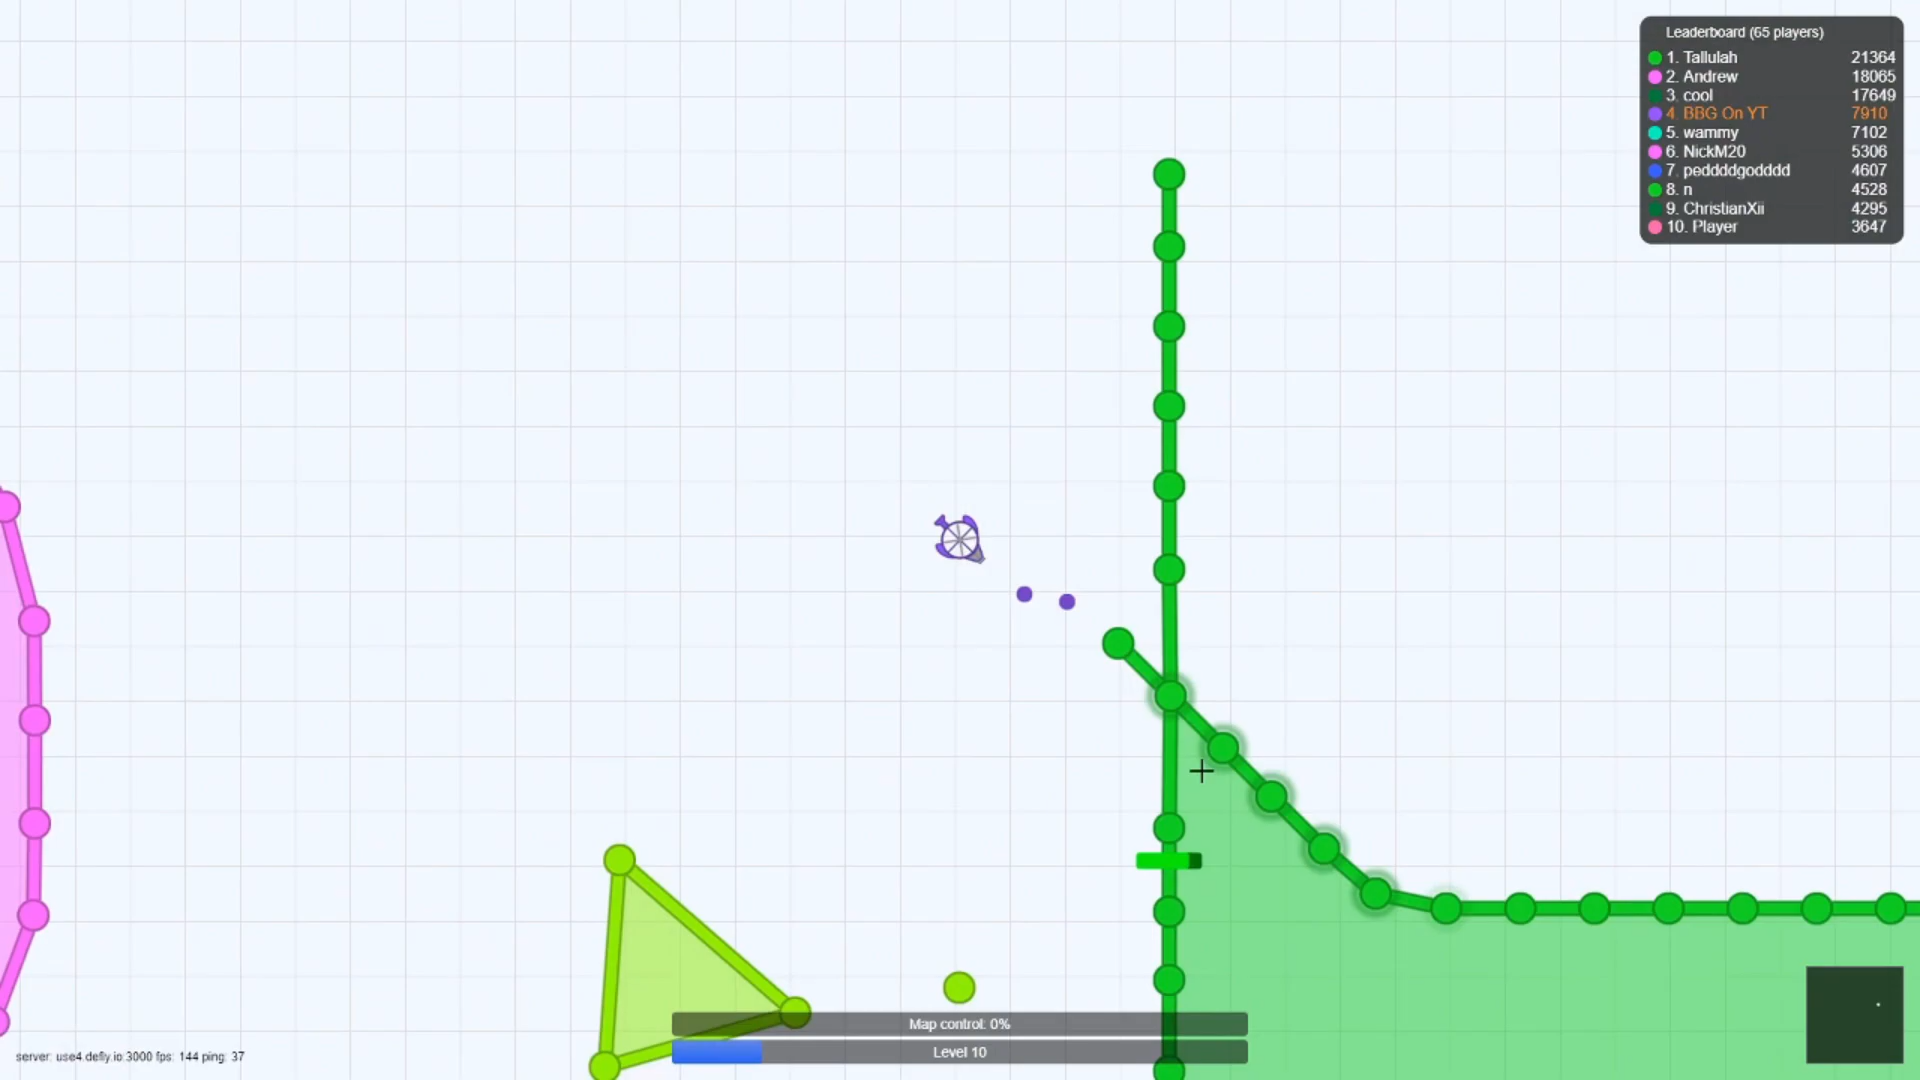 Leaderboard (65 players)
1. Tallulah 21364
2. Andrew 18065
3. cool 17649
4. BBG On YT 7910
5. wammy 7102
6. NickM20 5306
7. peddddgodddd 4607
8. n 4528
9. ChristianXii 4295
10. Player 3647
Map control: 0%
Level 10
server: use4.defly.io:3000 fps: 144 ping: 37